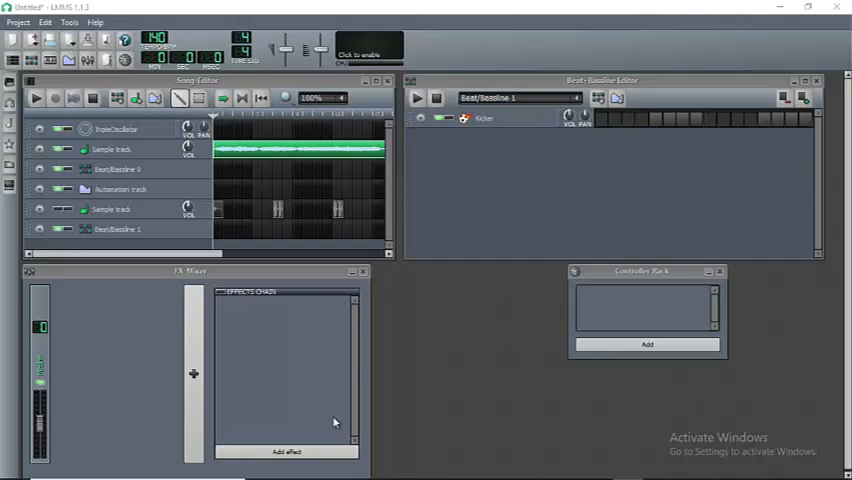 Untitled* - LMMS 1.1.3
Project Edit Tools Help
140
TEMPO/BPM
4
4
TIME SIG
0 0 0
MIN SEC MSEC
Click to enable
CPU
Song-Editor
100%
TripleOscillator
VOL PAN
Sample track
VOL
Beat/Bassline 0
Automation track
Sample track
VOL
Beat/Bassline 1
Beat+Bassline Editor
Beat/Bassline 1
Kicker
VOL PAN
FX-Mixer
0
Master
EFFECTS CHAIN
Add effect
Controller Rack
Add
Activate Windows
Go to Settings to activate Windows.